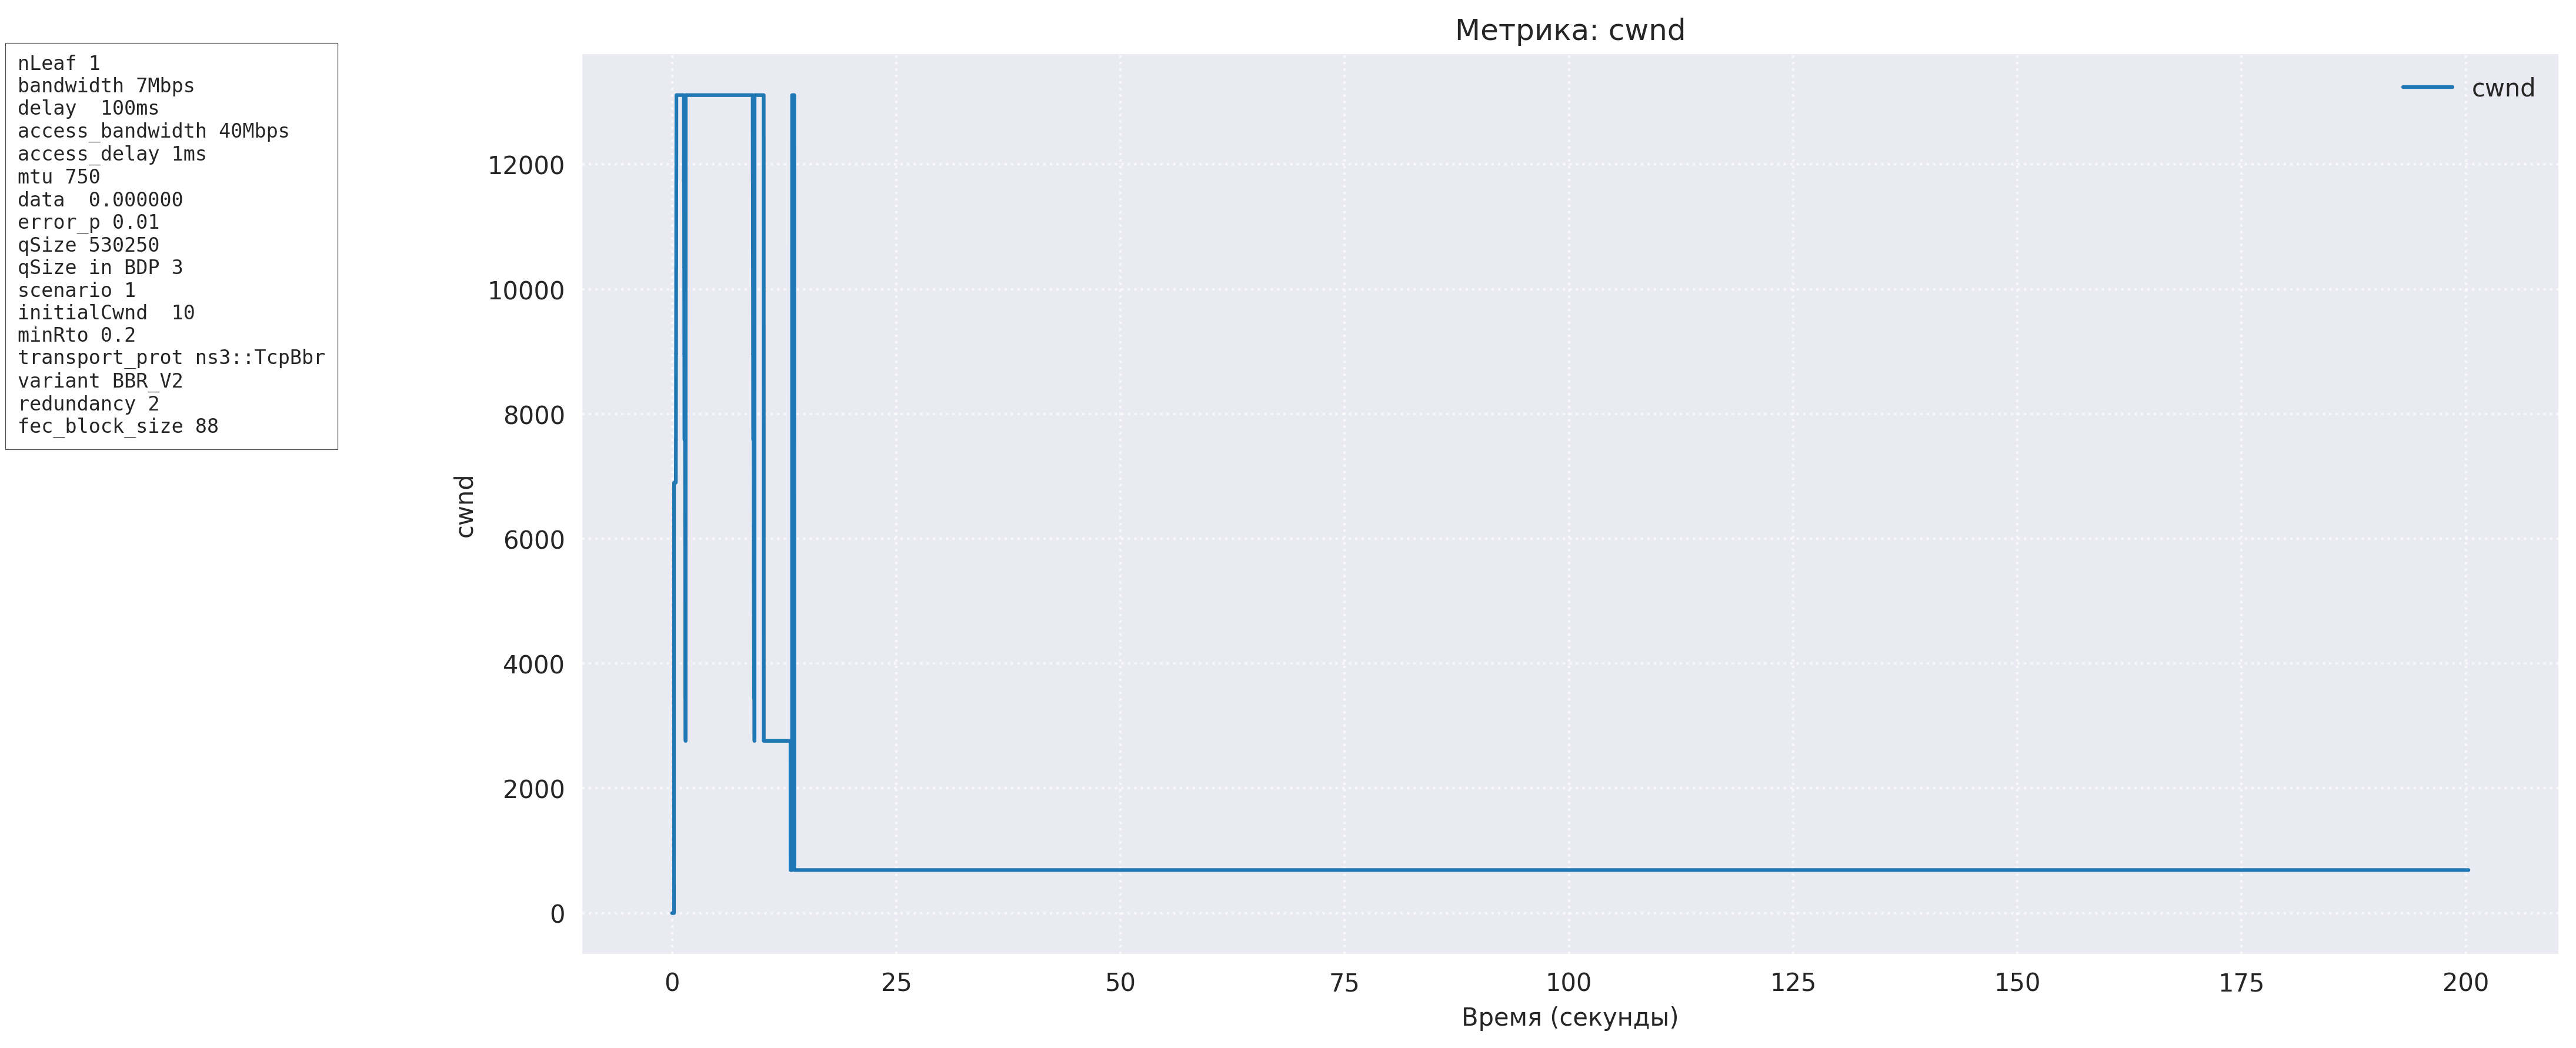 Метрика: cwnd
nLeaf 1
bandwidth 7Mbps
delay  100ms
access_bandwidth 40Mbps
access_delay 1ms
mtu 750
data  0.000000
error_p 0.01
qSize 530250
qSize in BDP 3
scenario 1
initialCwnd  10
minRto 0.2
transport_prot ns3::TcpBbr
variant BBR_V2
redundancy 2
fec_block_size 88
cwnd
cwnd
12000
10000
8000
6000
4000
2000
0
0 25 50 75 100 125 150 175 200
Время (секунды)